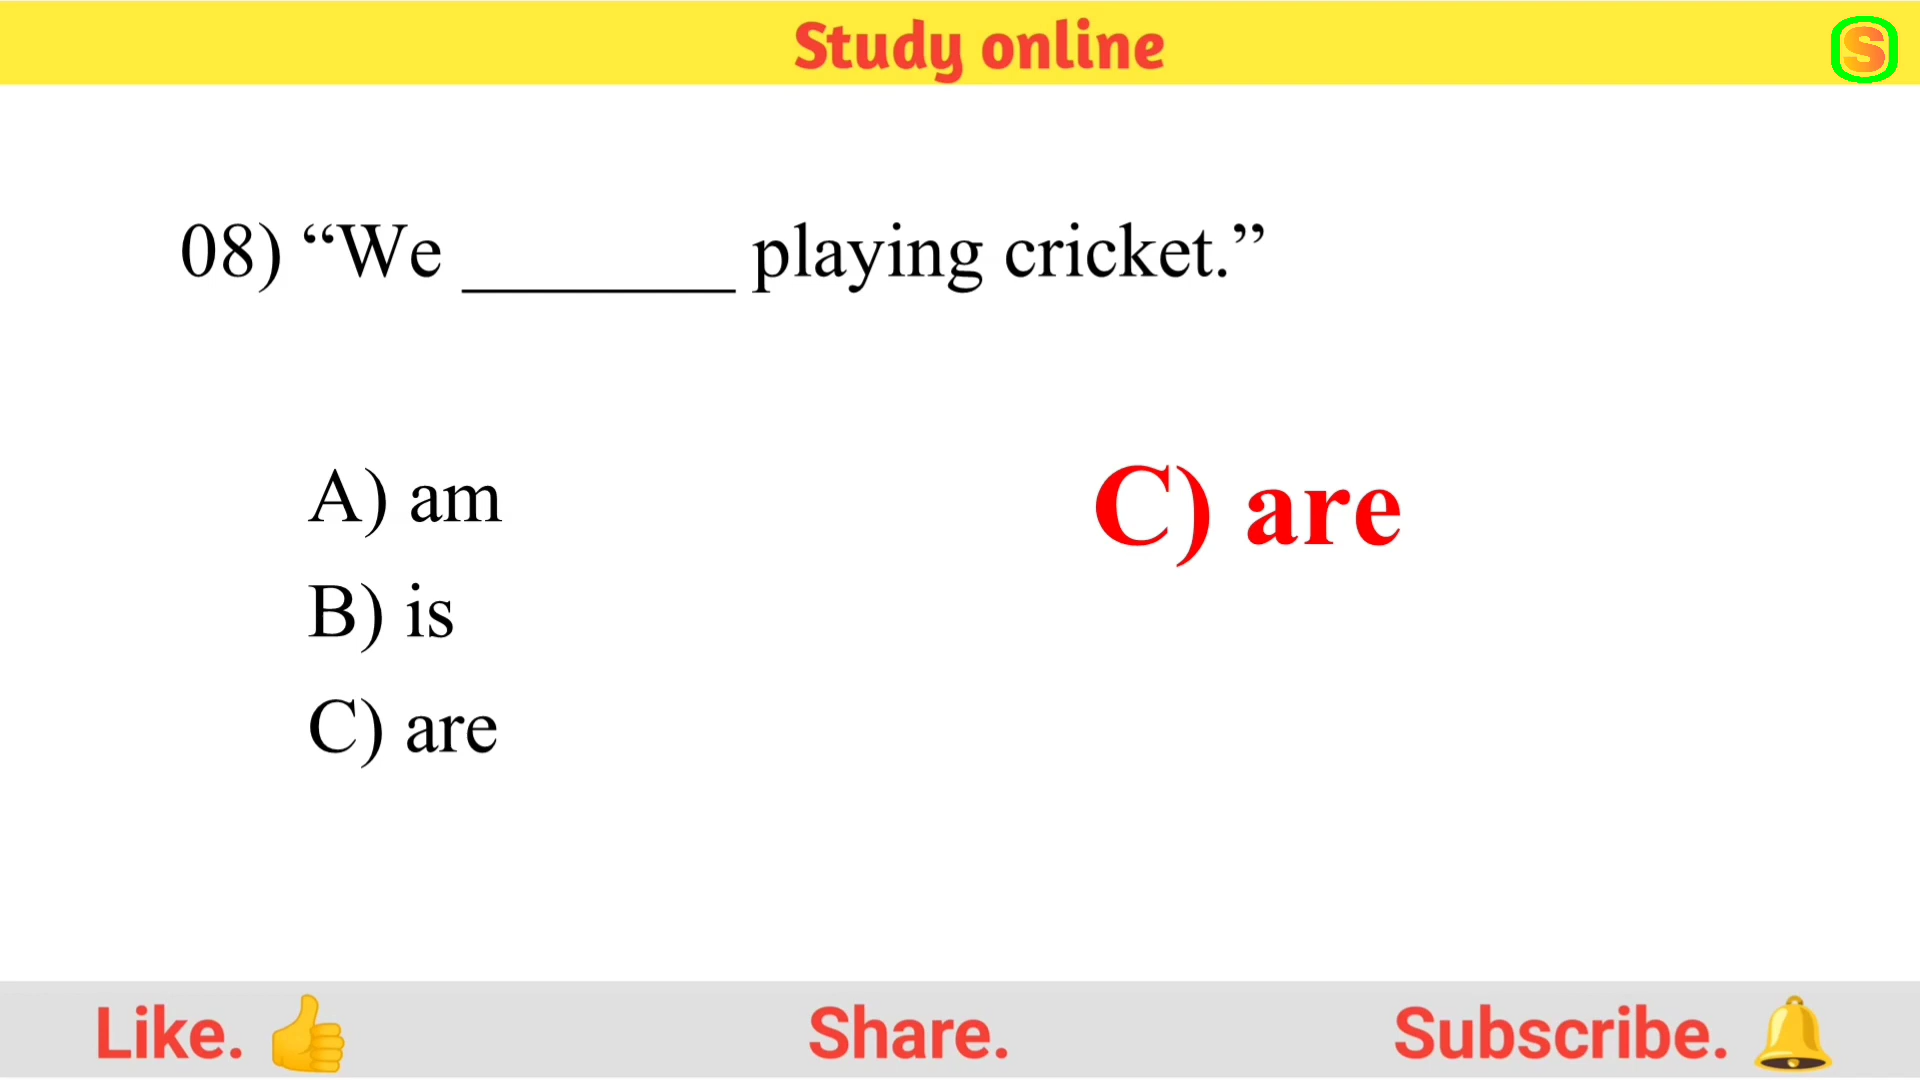 Study online
S
08) “We ________ playing cricket.”
A) am
C) are
B) is
C) are
Like.
Share.
Subscribe.